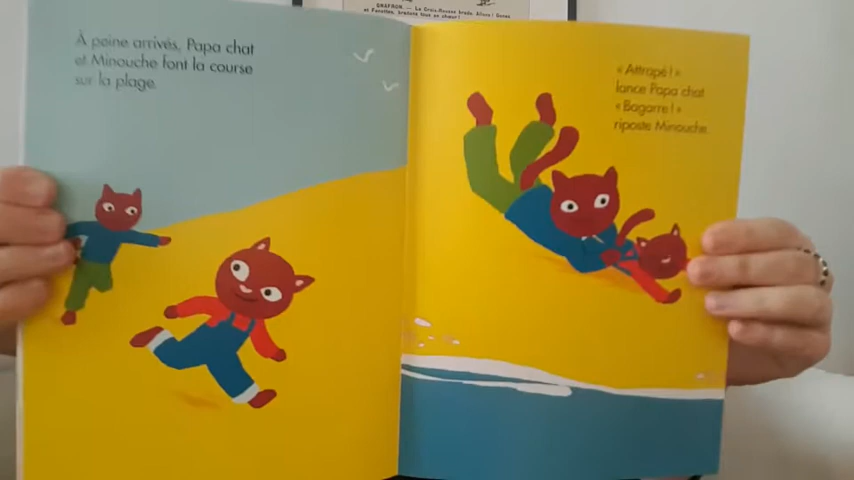 À peine arrivés, Papa chat
et Minouche font la course
sur la plage.
« Attrapé ! »
lance Papa chat
« Bagarre ! »
riposte Minouche.